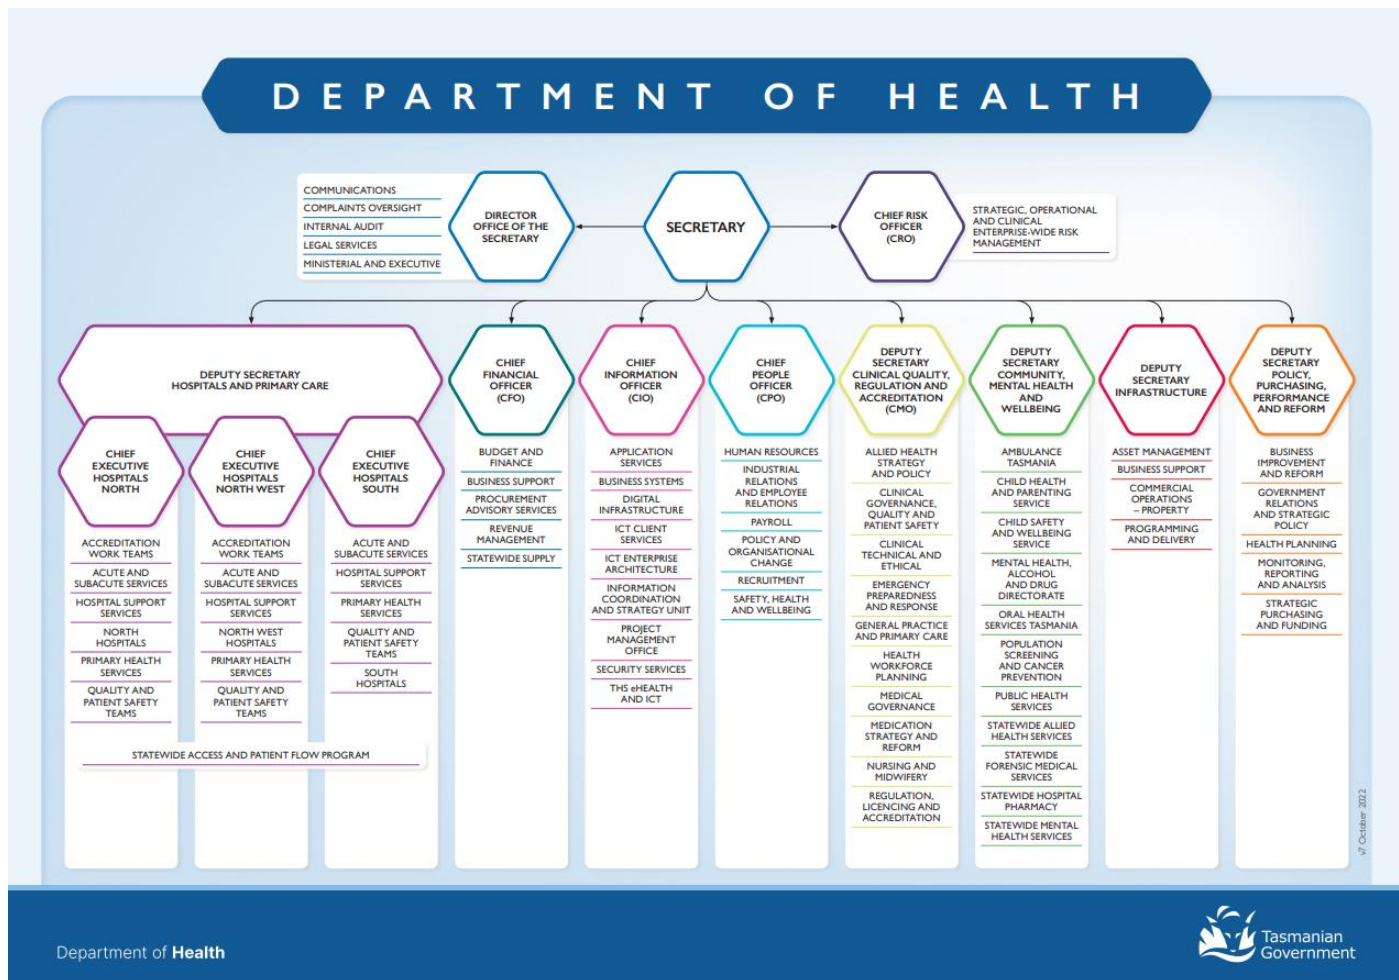 DEPARTMENT OF HEALTH
COMMUNICATIONS
COMPLAINTS OVERSIGHT
INTERNAL AUDIT
LEGAL SERVICES
MINISTERIAL AND EXECUTIVE
DIRECTOR
OFFICE OF THE
SECRETARY
SECRETARY
CHIEF RISK
OFFICER
(CRO)
STRATEGIC, OPERATIONAL
AND CLINICAL
ENTERPRISE-WIDE RISK
MANAGEMENT
DEPUTY SECRETARY
HOSPITALS AND PRIMARY CARE
CHIEF
EXECUTIVE
HOSPITALS
NORTH
ACCREDITATION
WORK TEAMS
ACUTE AND
SUBACUTE SERVICES
HOSPITAL SUPPORT
SERVICES
NORTH
HOSPITALS
PRIMARY HEALTH
SERVICES
QUALITY AND
PATIENT SAFETY
TEAMS
CHIEF
EXECUTIVE
HOSPITALS
NORTH WEST
ACCREDITATION
WORK TEAMS
ACUTE AND
SUBACUTE SERVICES
HOSPITAL SUPPORT
SERVICES
NORTH WEST
HOSPITALS
PRIMARY HEALTH
SERVICES
QUALITY AND
PATIENT SAFETY
TEAMS
CHIEF
EXECUTIVE
HOSPITALS
SOUTH
ACUTE AND
SUBACUTE SERVICES
HOSPITAL SUPPORT
SERVICES
PRIMARY HEALTH
SERVICES
QUALITY AND
PATIENT SAFETY
TEAMS
SOUTH
HOSPITALS
STATEWIDE ACCESS AND PATIENT FLOW PROGRAM
CHIEF
FINANCIAL
OFFICER
(CFO)
BUDGET AND
FINANCE
BUSINESS SUPPORT
PROCUREMENT
ADVISORY SERVICES
REVENUE
MANAGEMENT
STATEWIDE SUPPLY
CHIEF
INFORMATION
OFFICER
(CIO)
APPLICATION
SERVICES
BUSINESS SYSTEMS
DIGITAL
INFRASTRUCTURE
ICT CLIENT
SERVICES
ICT ENTERPRISE
ARCHITECTURE
INFORMATION
COORDINATION
AND STRATEGY UNIT
PROJECT
MANAGEMENT
OFFICE
SECURITY SERVICES
THS eHEALTH
AND ICT
CHIEF
PEOPLE
OFFICER
(CPO)
HUMAN RESOURCES
INDUSTRIAL
RELATIONS
AND EMPLOYEE
RELATIONS
PAYROLL
POLICY AND
ORGANISATIONAL
CHANGE
RECRUITMENT
SAFETY, HEALTH
AND WELLBEING
DEPUTY
SECRETARY
CLINICAL QUALITY,
REGULATION AND
ACCREDITATION
(CMO)
ALLIED HEALTH
STRATEGY
AND POLICY
CLINICAL
GOVERNANCE,
QUALITY AND
PATIENT SAFETY
CLINICAL
TECHNICAL AND
ETHICAL
EMERGENCY
PREPAREDNESS
AND RESPONSE
GENERAL PRACTICE
AND PRIMARY CARE
HEALTH
WORKFORCE
PLANNING
MEDICAL
GOVERNANCE
MEDICATION
STRATEGY AND
REFORM
NURSING AND
MIDWIFERY
REGULATION,
LICENCING AND
ACCREDITATION
DEPUTY
SECRETARY
COMMUNITY,
MENTAL HEALTH
AND
WELLBEING
AMBULANCE
TASMANIA
CHILD HEALTH
AND PARENTING
SERVICE
CHILD SAFETY
AND WELLBEING
SERVICE
MENTAL HEALTH,
ALCOHOL
AND DRUG
DIRECTORATE
ORAL HEALTH
SERVICES TASMANIA
POPULATION
SCREENING
AND CANCER
PREVENTION
PUBLIC HEALTH
SERVICES
STATEWIDE ALLIED
HEALTH SERVICES
STATEWIDE
FORENSIC MEDICAL
SERVICES
STATEWIDE HOSPITAL
PHARMACY
STATEWIDE MENTAL
HEALTH SERVICES
DEPUTY
SECRETARY
INFRASTRUCTURE
ASSET MANAGEMENT
BUSINESS SUPPORT
COMMERCIAL
OPERATIONS
– PROPERTY
PROGRAMMING
AND DELIVERY
DEPUTY
SECRETARY
POLICY,
PURCHASING,
PERFORMANCE
AND REFORM
BUSINESS
IMPROVEMENT
AND REFORM
GOVERNMENT
RELATIONS
AND STRATEGIC
POLICY
HEALTH PLANNING
MONITORING,
REPORTING
AND ANALYSIS
STRATEGIC
PURCHASING
AND FUNDING
v7 October 2022
Department of Health
Tasmanian
Government